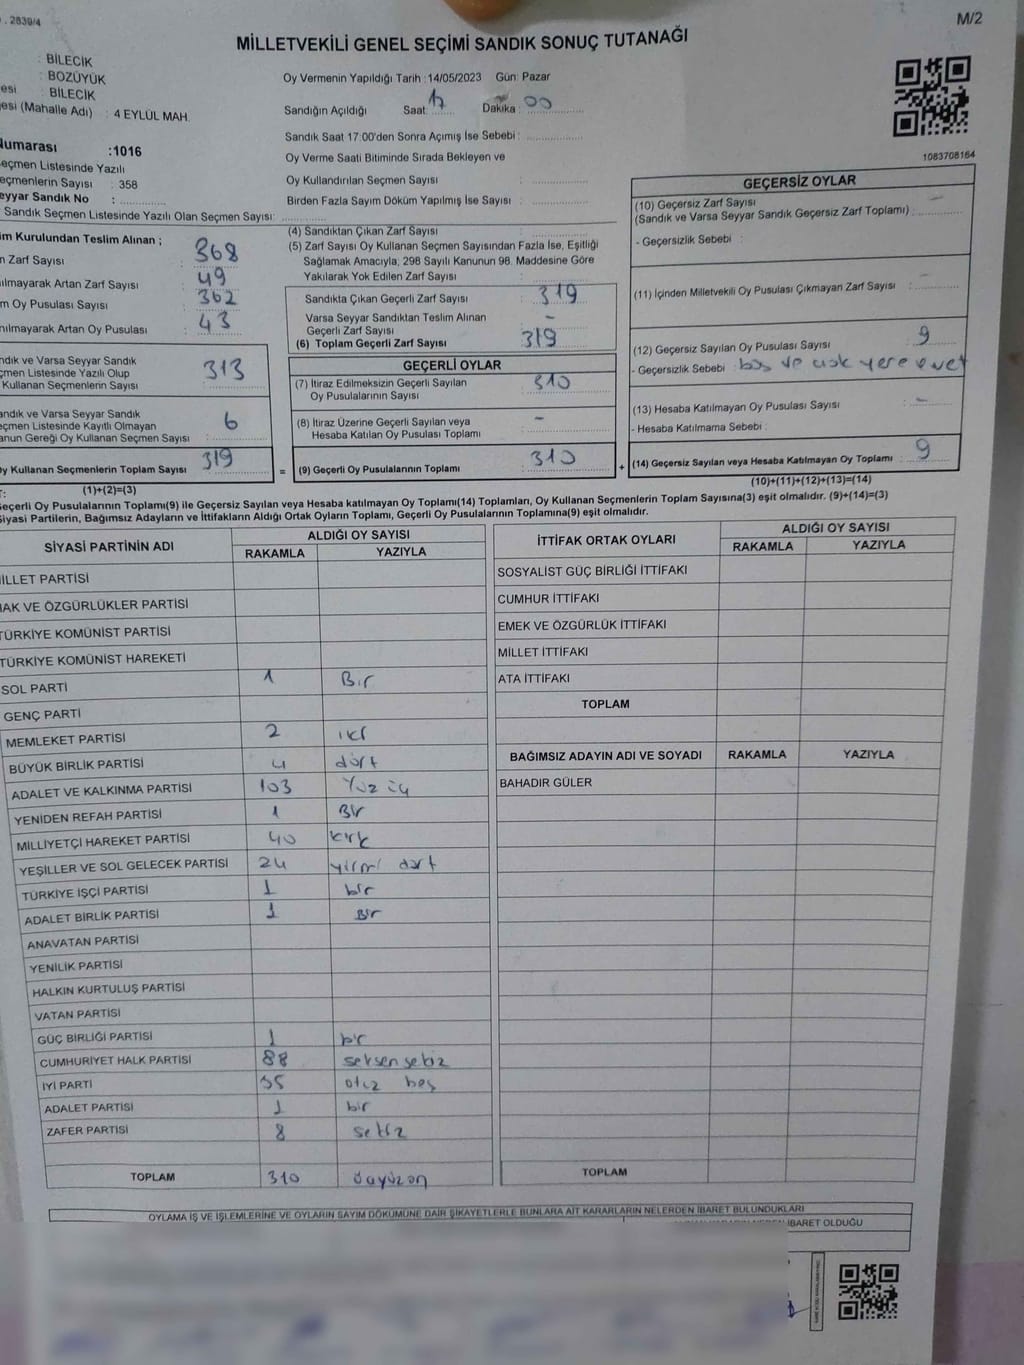 . 2839/4
M/2
MİLLETVEKİLİ GENEL SEÇİMİ SANDIK SONUÇ TUTANAĞI
: BİLECİK
: BOZÜYÜK
esi : BİLECİK
esi (Mahalle Adı) : 4 EYLÜL MAH.
Numarası :1016
eçmen Listesinde Yazılı
eçmenlerin Sayısı : 358
eyyar Sandık No :
Sandık Seçmen Listesinde Yazılı Olan Seçmen Sayısı:
Oy Vermenin Yapıldığı Tarih :14/05/2023 Gün: Pazar
Sandığın Açıldığı Saat: 17 Dakika : 00
Sandık Saat 17:00'den Sonra Açımış İse Sebebi :
Oy Verme Saati Bitiminde Sırada Bekleyen ve
Oy Kullandırılan Seçmen Sayısı :
Birden Fazla Sayım Döküm Yapılmış İse Sayısı :
1083708164
im Kurulundan Teslim Alınan ;
n Zarf Sayısı : 368
ılmayarak Artan Zarf Sayısı : 49
m Oy Pusulası Sayısı : 362
nılmayarak Artan Oy Pusulası : 43
ndık ve Varsa Seyyar Sandık
çmen Listesinde Yazılı Olup
Kullanan Seçmenlerin Sayısı : 313
andık ve Varsa Seyyar Sandık
eçmen Listesinde Kayıtlı Olmayan
anun Gereği Oy Kullanan Seçmen Sayısı : 6
Oy Kullanan Seçmenlerin Toplam Sayısı : 319
(1)+(2)=(3)
(4) Sandıktan Çıkan Zarf Sayısı :
(5) Zarf Sayısı Oy Kullanan Seçmen Sayısından Fazla İse, Eşitliği
Sağlamak Amacıyla, 298 Sayılı Kanunun 98. Maddesine Göre
Yakılarak Yok Edilen Zarf Sayısı :
Sandıkta Çıkan Geçerli Zarf Sayısı : 319
Varsa Seyyar Sandıktan Teslim Alınan
Geçerli Zarf Sayısı : -
(6) Toplam Geçerli Zarf Sayısı : 319
GEÇERLİ OYLAR
(7) İtiraz Edilmeksizin Geçerli Sayılan
Oy Pusulalarının Sayısı : 310
(8) İtiraz Üzerine Geçerli Sayılan veya
Hesaba Katılan Oy Pusulası Toplamı : -
= (9) Geçerli Oy Pusulalarının Toplamı : 310
GEÇERSİZ OYLAR
(10) Geçersiz Zarf Sayısı
(Sandık ve Varsa Seyyar Sandık Geçersiz Zarf Toplamı) : -
- Geçersizlik Sebebi :
(11) İçinden Milletvekili Oy Pusulası Çıkmayan Zarf Sayısı : -
(12) Geçersiz Sayılan Oy Pusulası Sayısı : 9
- Geçersizlik Sebebi : boş ve yere evet
(13) Hesaba Katılmayan Oy Pusulası Sayısı : -
- Hesaba Katılmama Sebebi :
+ (14) Geçersiz Sayılan veya Hesaba Katılmayan Oy Toplamı : 9
(10)+(11)+(12)+(13)=(14)
T:
Geçerli Oy Pusulalarının Toplamı(9) ile Geçersiz Sayılan veya Hesaba katılmayan Oy Toplamı(14) Toplamları, Oy Kullanan Seçmenlerin Toplam Sayısına(3) eşit olmalıdır. (9)+(14)=(3)
Siyasi Partilerin, Bağımsız Adayların ve İttifakların Aldığı Ortak Oyların Toplamı, Geçerli Oy Pusulalarının Toplamına(9) eşit olmalıdır.
SİYASİ PARTİNİN ADI ALDIĞI OY SAYISI
RAKAMLA YAZIYLA
İLLET PARTİSİ
HAK VE ÖZGÜRLÜKLER PARTİSİ
TÜRKİYE KOMÜNİST PARTİSİ
TÜRKİYE KOMÜNİST HAREKETİ
SOL PARTİ 1 Bir
GENÇ PARTİ
MEMLEKET PARTİSİ 2 iki
BÜYÜK BİRLİK PARTİSİ 4 dört
ADALET VE KALKINMA PARTİSİ 103 Yüz üç
YENİDEN REFAH PARTİSİ 1 Bir
MİLLİYETÇİ HAREKET PARTİSİ 40 kırk
YEŞİLLER VE SOL GELECEK PARTİSİ 24 yirmi dört
TÜRKİYE İŞÇİ PARTİSİ 1 bir
ADALET BİRLİK PARTİSİ 1 Bir
ANAVATAN PARTİSİ
YENİLİK PARTİSİ
HALKIN KURTULUŞ PARTİSİ
VATAN PARTİSİ
GÜÇ BİRLİĞİ PARTİSİ 1 bir
CUMHURİYET HALK PARTİSİ 88 seksen sekiz
İYİ PARTİ 35 otuz beş
ADALET PARTİSİ 1 bir
ZAFER PARTİSİ 8 sekiz
TOPLAM 310 üçyüzon
İTTİFAK ORTAK OYLARI ALDIĞI OY SAYISI
RAKAMLA YAZIYLA
SOSYALİST GÜÇ BİRLİĞİ İTTİFAKI
CUMHUR İTTİFAKI
EMEK VE ÖZGÜRLÜK İTTİFAKI
MİLLET İTTİFAKI
ATA İTTİFAKI
TOPLAM
BAĞIMSIZ ADAYIN ADI VE SOYADI RAKAMLA YAZIYLA
BAHADIR GÜLER
TOPLAM
OYLAMA İŞ VE İŞLEMLERİNE VE OYLARIN SAYIM DÖKÜMÜNE DAİR ŞİKAYETLERLE BUNLARA AİT KARARLARIN NELERDEN İBARET BULUNDUKLARI
İBARET OLDUĞU